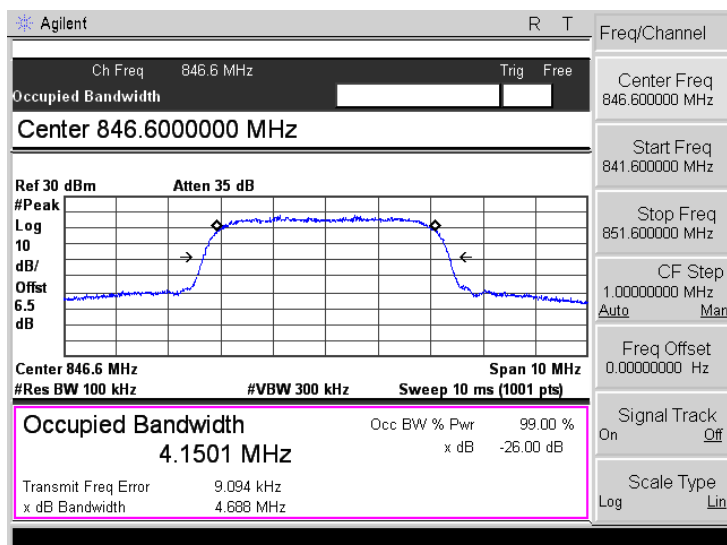 Agilent R T
Freq/Channel
Ch Freq 846.6 MHz Trig Free
Occupied Bandwidth
Center 846.6000000 MHz
Ref 30 dBm Atten 35 dB
#Peak
Log
10
dB/
Offst
6.5
dB
Center 846.6 MHz Span 10 MHz
#Res BW 100 kHz #VBW 300 kHz Sweep 10 ms (1001 pts)
Occupied Bandwidth
4.1501 MHz
Occ BW % Pwr 99.00 %
x dB -26.00 dB
Transmit Freq Error 9.094 kHz
x dB Bandwidth 4.688 MHz
Center Freq
846.600000 MHz
Start Freq
841.600000 MHz
Stop Freq
851.600000 MHz
CF Step
1.00000000 MHz
Auto Man
Freq Offset
0.00000000 Hz
Signal Track
On Off
Scale Type
Log Lin